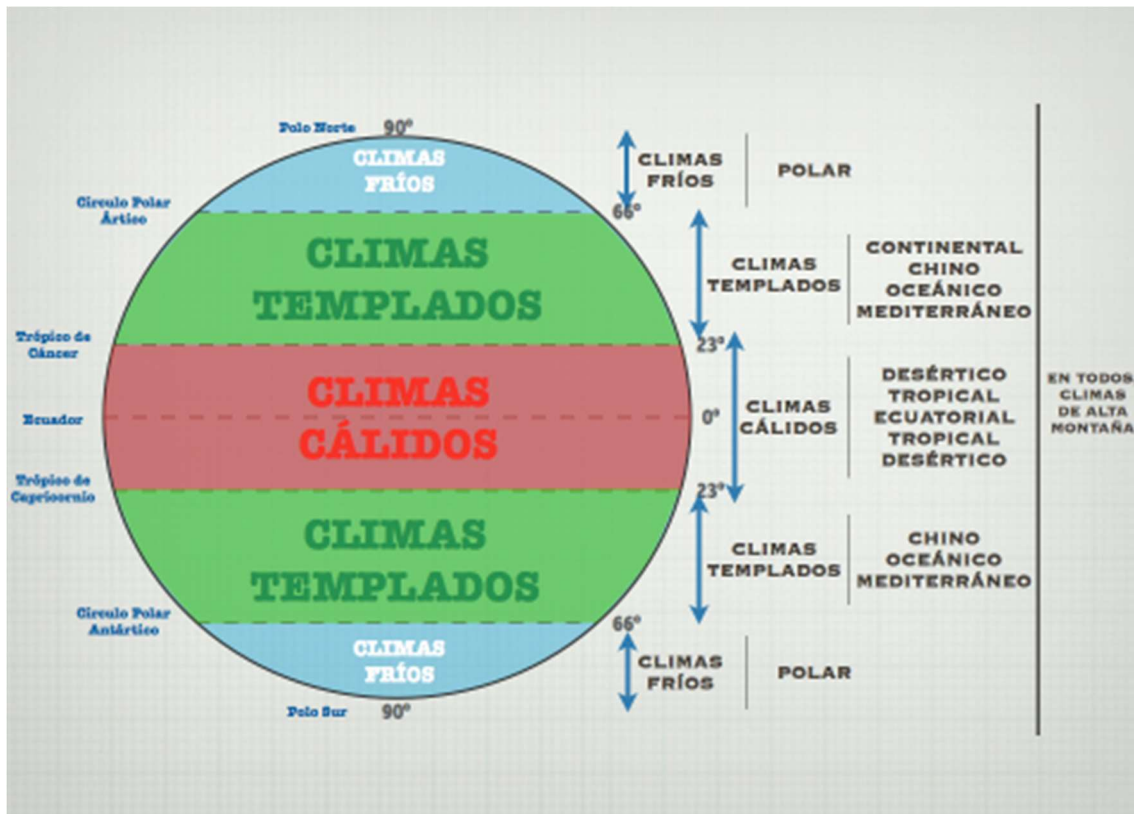 Polo Norte 90º
CLIMAS
FRÍOS
CLIMAS
FRÍOS
POLAR
Círculo Polar
Ártico
66º
CLIMAS
TEMPLADOS
CLIMAS
TEMPLADOS
CONTINENTAL
CHINO
OCEÁNICO
MEDITERRÁNEO
Trópico de
Cáncer
23º
CLIMAS
CÁLIDOS
Ecuador
0º
CLIMAS
CÁLIDOS
DESÉRTICO
TROPICAL
ECUATORIAL
TROPICAL
DESÉRTICO
EN TODOS
CLIMAS
DE ALTA
MONTAÑA
Trópico de
Capricornio
23º
CLIMAS
TEMPLADOS
CLIMAS
TEMPLADOS
CHINO
OCEÁNICO
MEDITERRÁNEO
Círculo Polar
Antártico
66º
CLIMAS
FRÍOS
CLIMAS
FRÍOS
POLAR
Polo Sur 90º